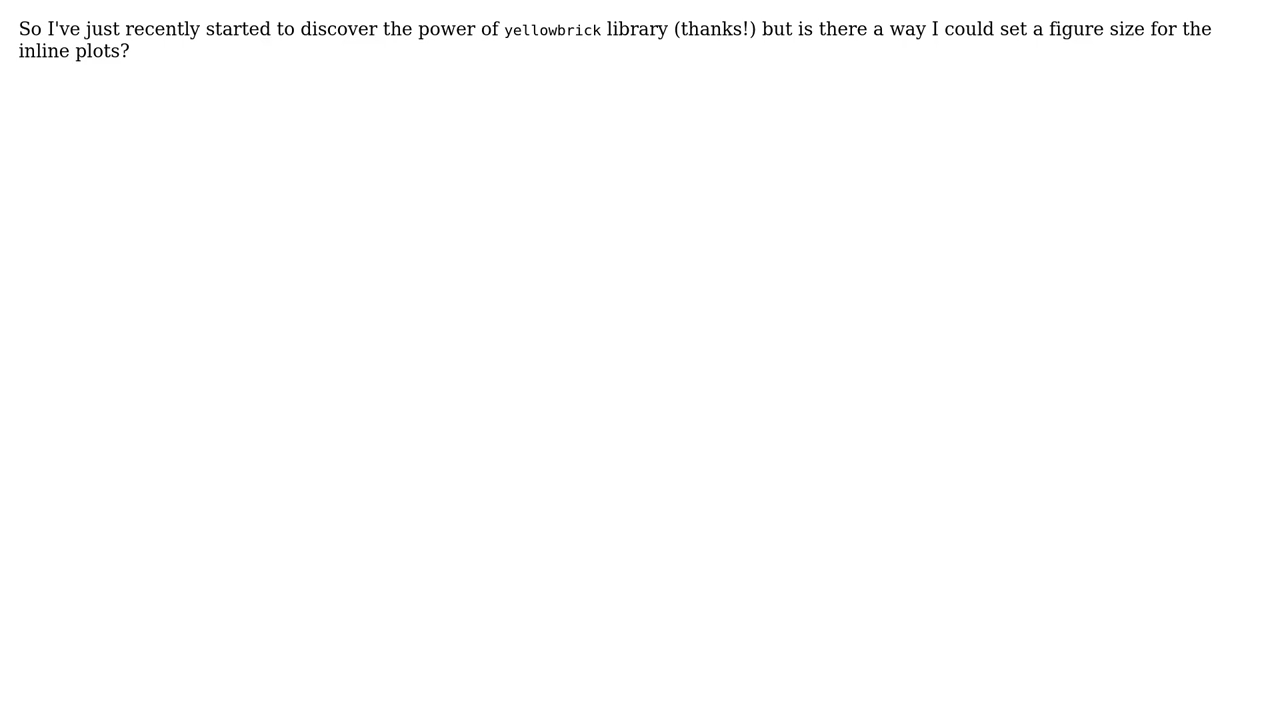 So I've just recently started to discover the power of yellowbrick library (thanks!) but is there a way I could set a figure size for the
inline plots?